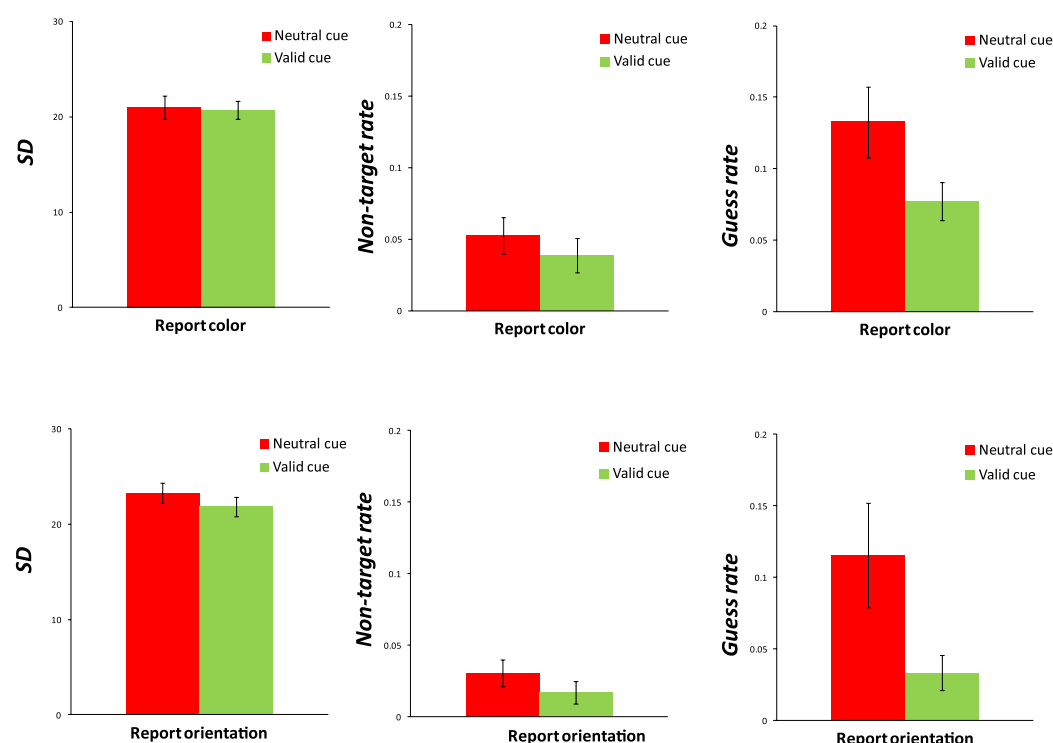 30
20
10
0
SD
Neutral cue
Valid cue
Report color
0.2
0.15
0.1
0.05
0
Non-target rate
Neutral cue
Valid cue
Report color
0.2
0.15
0.1
0.05
0
Guess rate
Neutral cue
Valid cue
Report color
30
20
10
0
SD
Neutral cue
Valid cue
Report orientation
0.2
0.15
0.1
0.05
0
Non-target rate
Neutral cue
Valid cue
Report orientation
0.2
0.15
0.1
0.05
0
Guess rate
Neutral cue
Valid cue
Report orientation